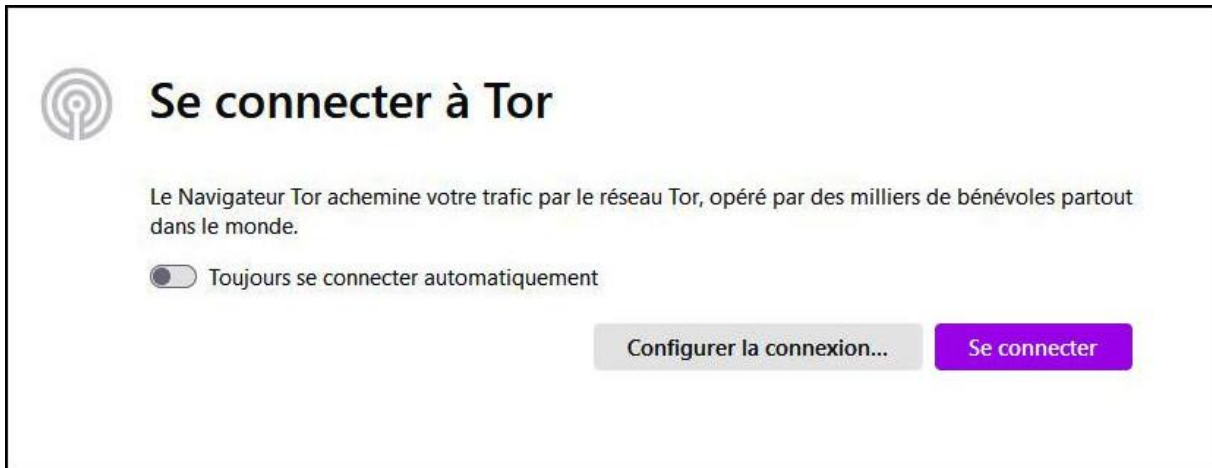 Se connecter à Tor
Le Navigateur Tor achemine votre trafic par le réseau Tor, opéré par des milliers de bénévoles partout
dans le monde.
Toujours se connecter automatiquement
Configurer la connexion... Se connecter